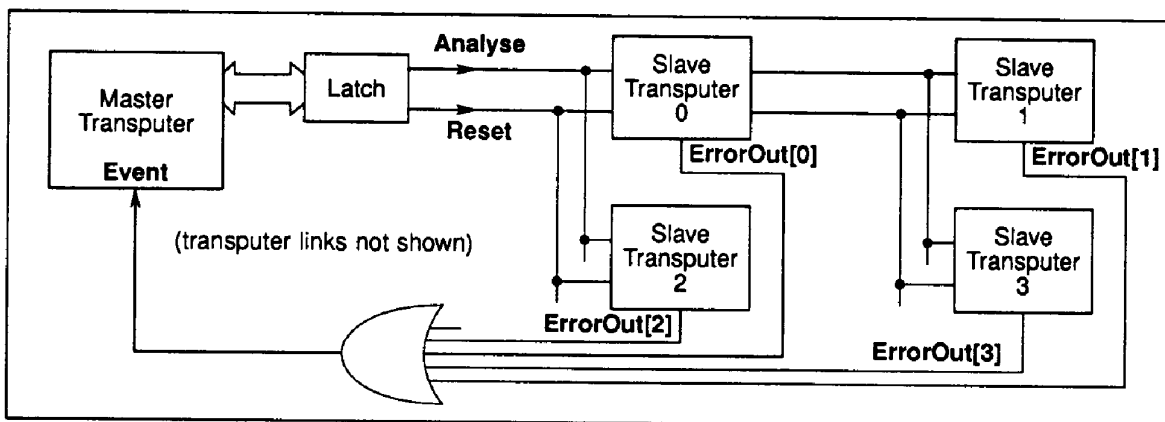 Analyse
Master
Transputer
Event
Latch
Reset
Slave
Transputer
0
ErrorOut[0]
Slave
Transputer
1
ErrorOut[1]
(transputer links not shown)
Slave
Transputer
2
ErrorOut[2]
Slave
Transputer
3
ErrorOut[3]